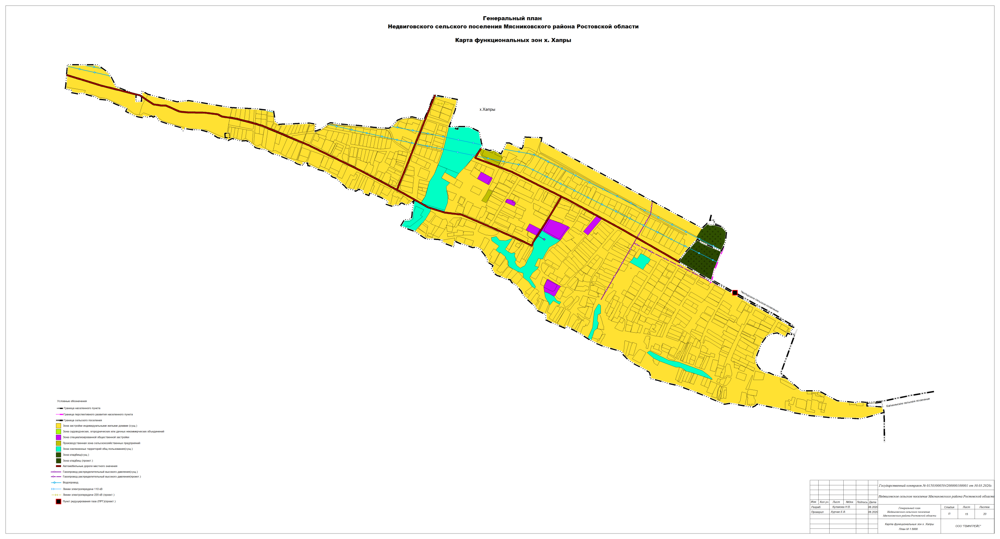 Генеральный план
Недвиговского сельского поселения Мясниковского района Ростовской области
Карта функциональных зон х. Хапры
х.Хапры
Чалтырское сельское поселение
Калининское сельское поселение
Условные обозначения
Граница населенного пункта
Граница перспективного развития населенного пункта
Граница сельского поселения
Зона застройки индивидуальными жилыми домами (сущ.)
Зона садоводческих, огороднических или дачных некоммерческих объединений
Зона специализированной общественной застройки
Производственная зона сельскохозяйственных предприятий
Зона озелененных территорий общ.пользования(сущ.)
Зона кладбищ(сущ.)
Зона кладбищ (проект.)
Автомобильные дороги местного значения
Газопровод распределительный высокого давления(сущ.)
Газопровод распределительный высокого давления(проект.)
Водопровод
Линии электропередачи 110 кВ
Линии электропередачи 220 кВ (проект.)
Пункт редуцирования газа (ПРГ)(проект.)
Государственный контракт № 0158300058420000100001 от 30.03.2020г.
Недвиговское сельское поселение Мясниковского района Ростовской области
Изм. Кол.уч. Лист №док. Подпись Дата
Разраб. Кулакова Н.В. 06.2020
Проверил Хурчак Е.В. 06.2020
Генеральный план
Недвиговского сельского поселения
Мясниковского района Ростовской области
Стадия Лист Листов
П 15 20
Карта функциональных зон х. Хапры
План М 1:5000
ООО "ГВИНГРЕЙС"